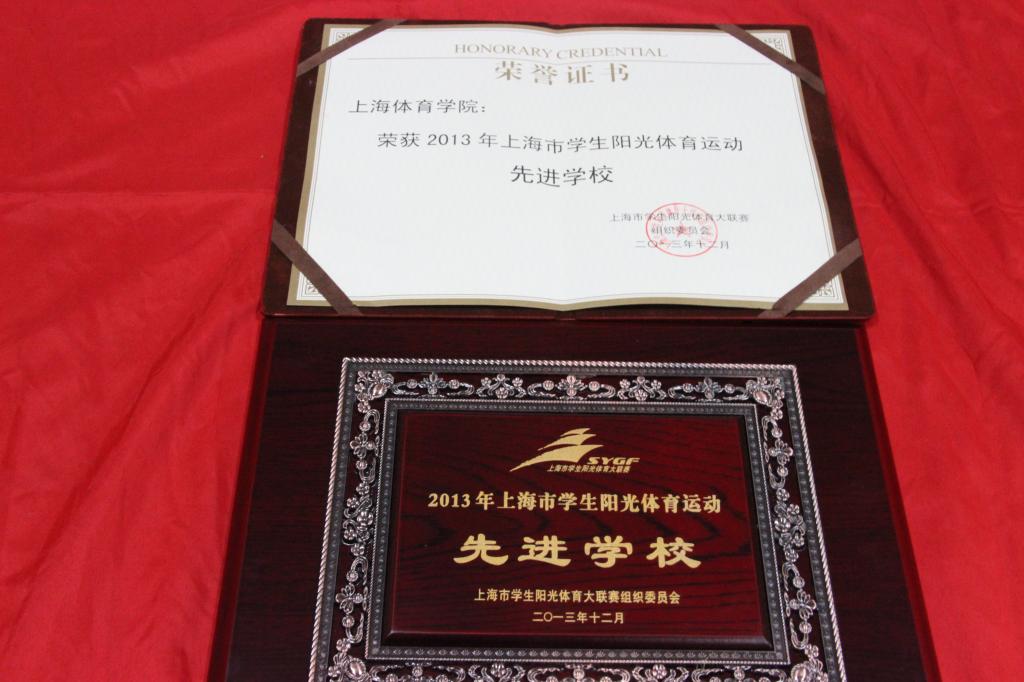 HONORARY CREDENTIAL
荣誉证书
上海体育学院：
荣获 2013 年上海市学生阳光体育运动
先进学校
上海市学生阳光体育大联赛
组织委员会
二〇一三年十二月
SYGF
上海市学生阳光体育大联赛
2013 年上海市学生阳光体育运动
先进学校
上海市学生阳光体育大联赛组织委员会
二〇一三年十二月